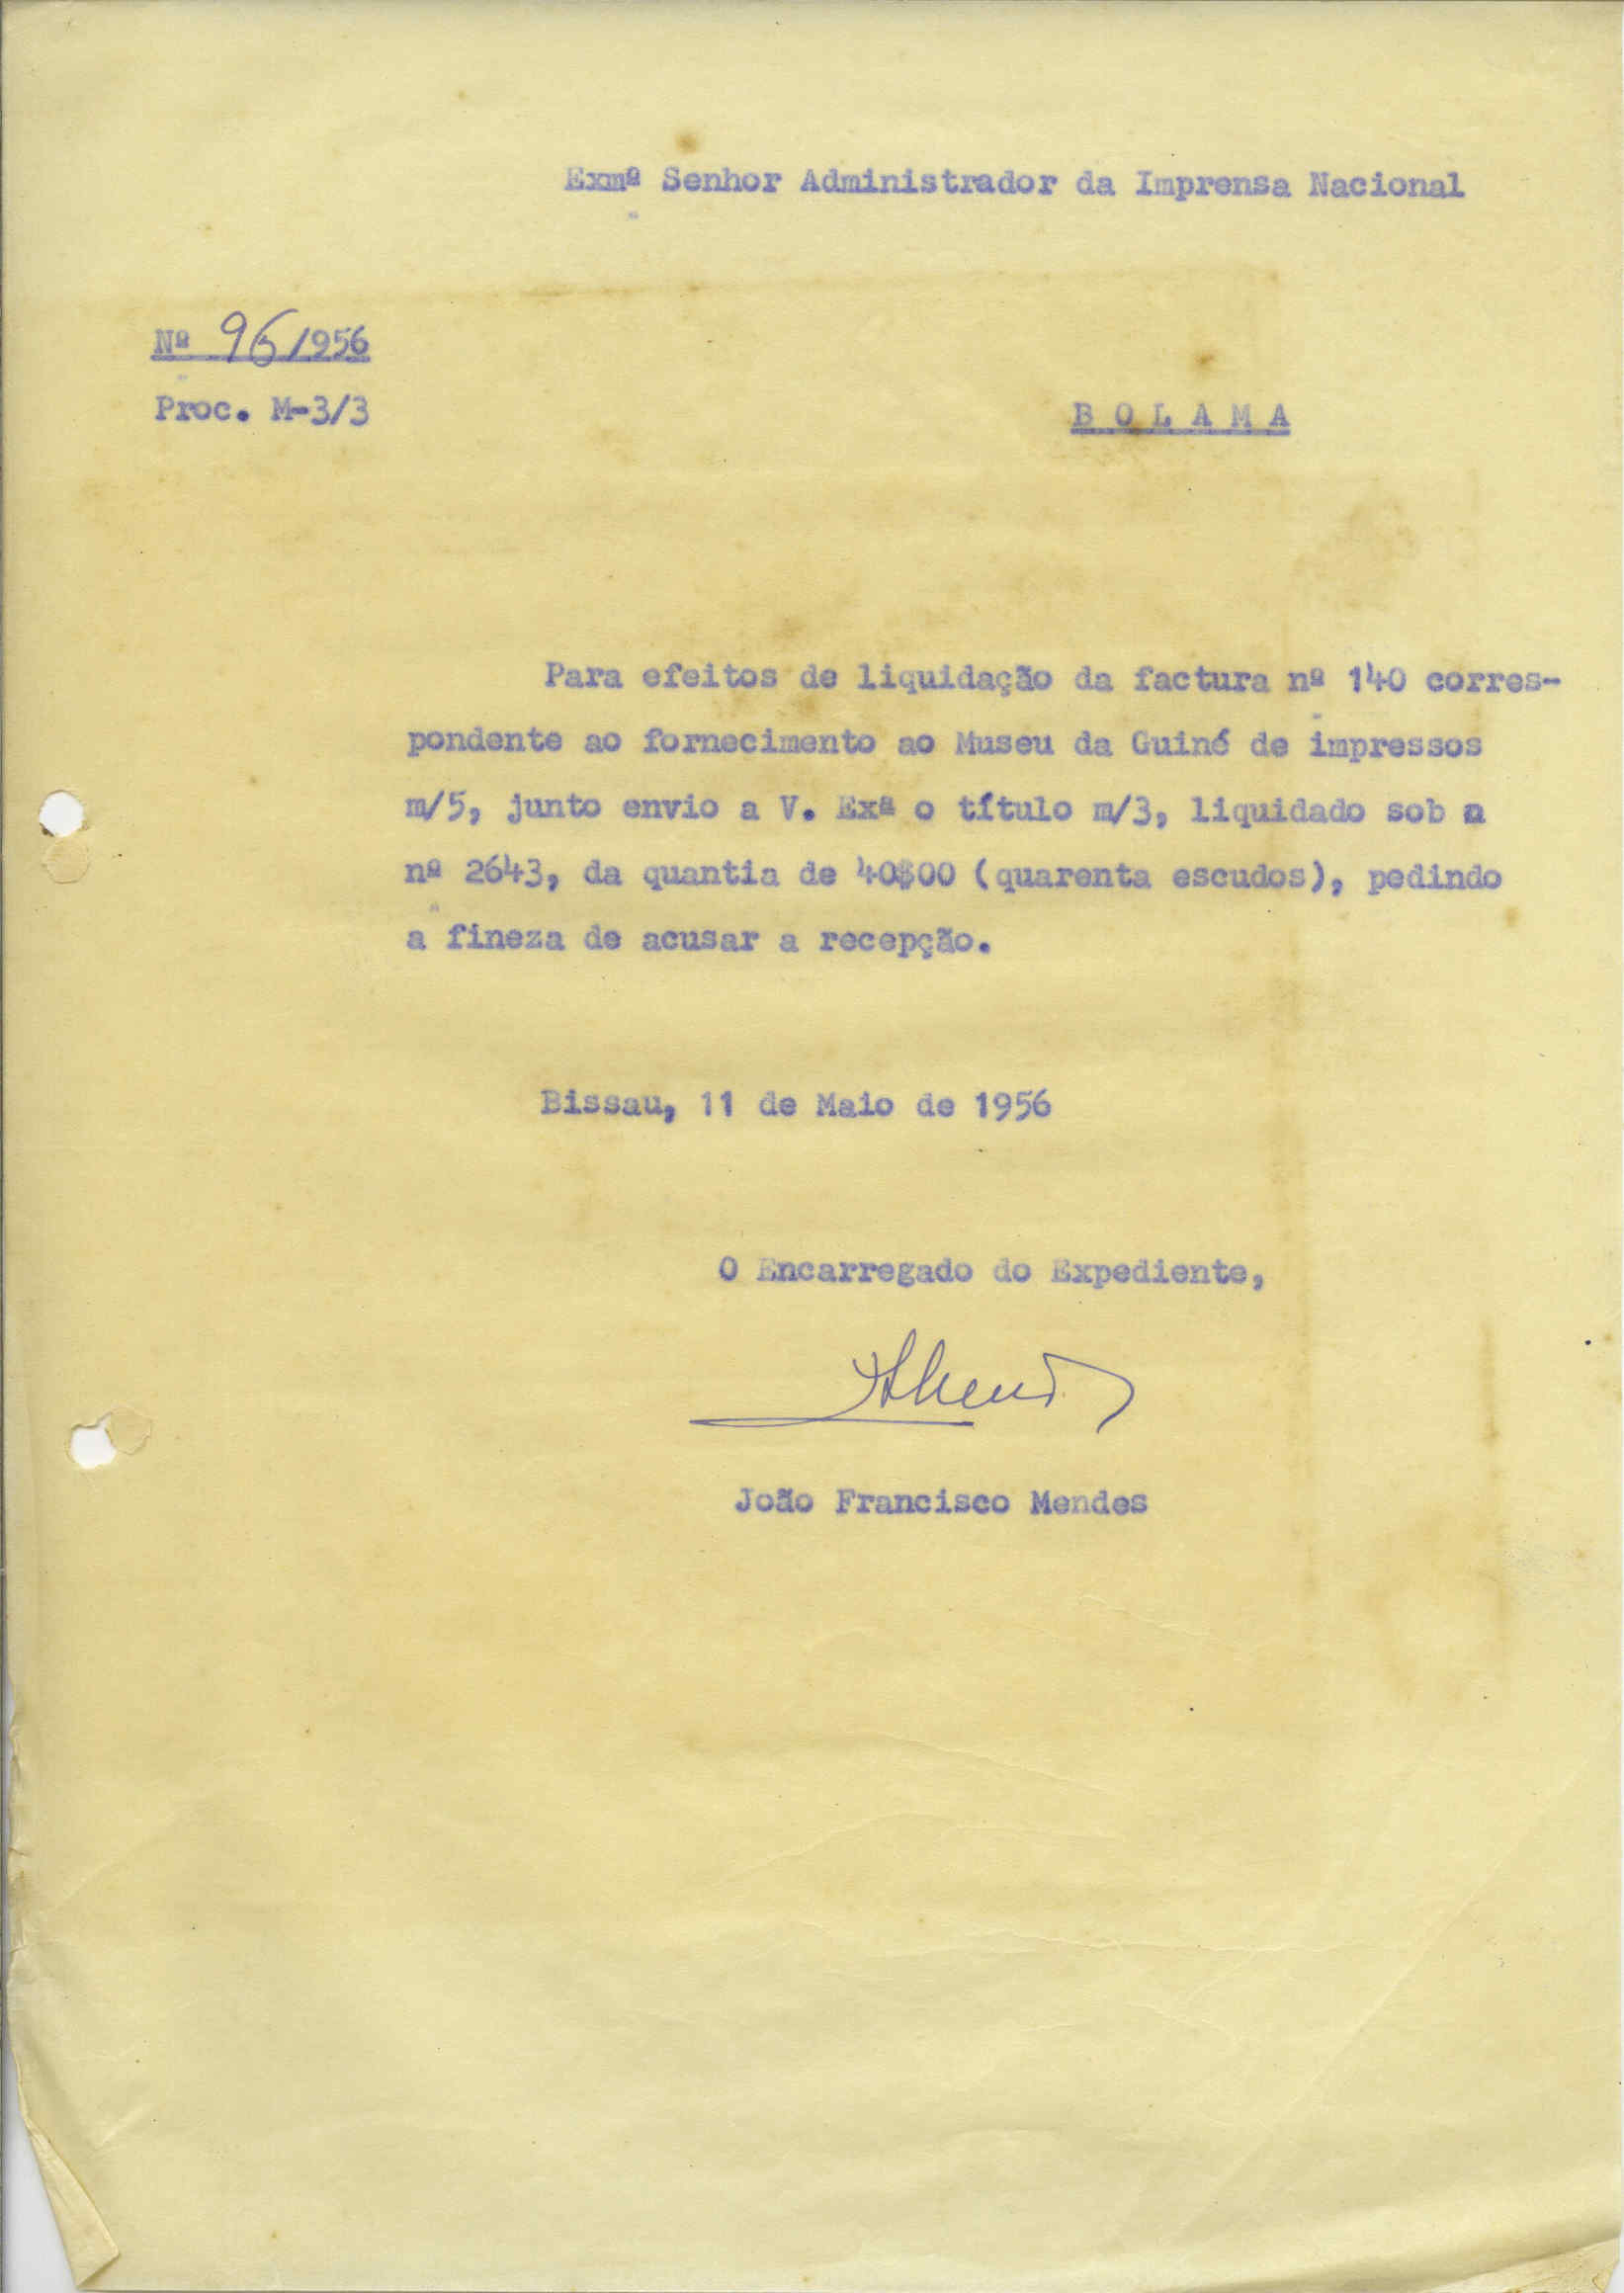 Exmº Senhor Administrador da Imprensa Nacional
Nº 96/1956
Proc. M-3/3
B O L A M A
Para efeitos de liquidação da factura nº 140 corres-
pondente ao fornecimento ao Museu da Guiné de impressos
m/5, junto envio a V. Exª o título m/3, liquidado sob o
nº 2643, da quantia de 40$00 (quarenta escudos), pedindo
a fineza de acusar a recepção.
Bissau, 11 de Maio de 1956
O Encarregado do Expediente,
João Francisco Mendes